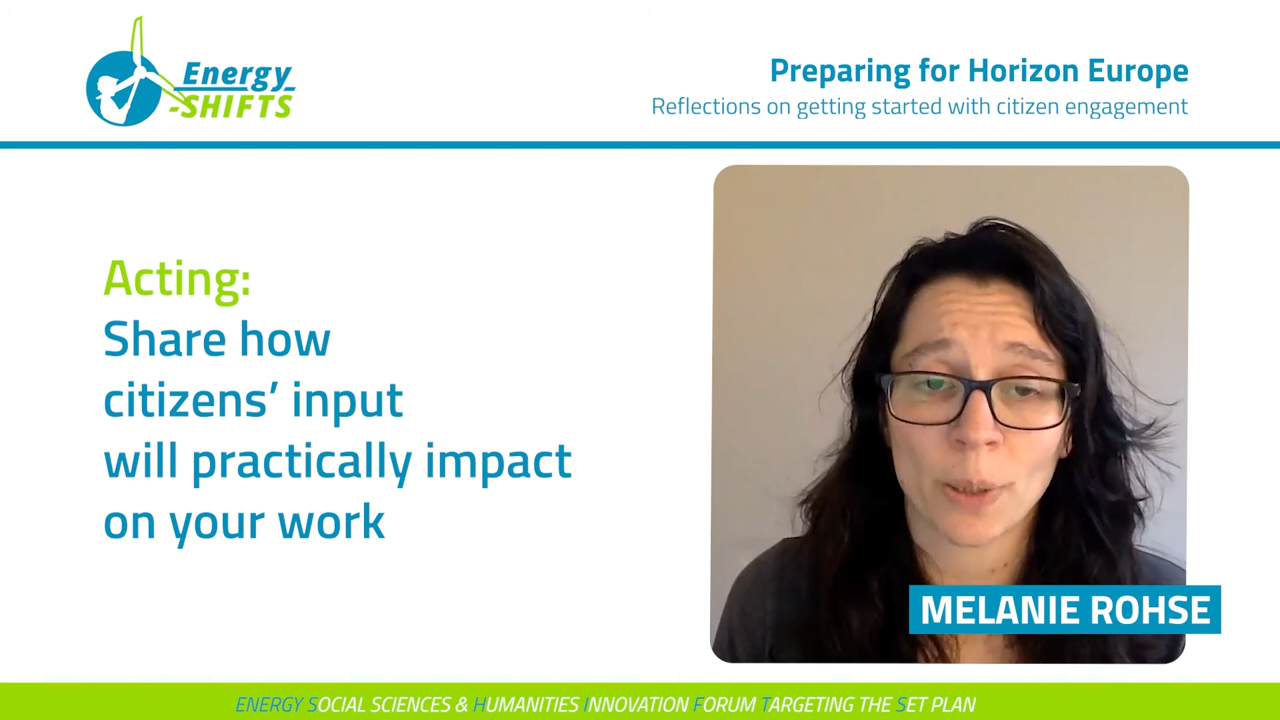 Energy
-SHIFTS
Preparing for Horizon Europe
Reflections on getting started with citizen engagement
Acting:
Share how
citizens’ input
will practically impact
on your work
MELANIE ROHSE
ENERGY SOCIAL SCIENCES & HUMANITIES INNOVATION FORUM TARGETING THE SET PLAN